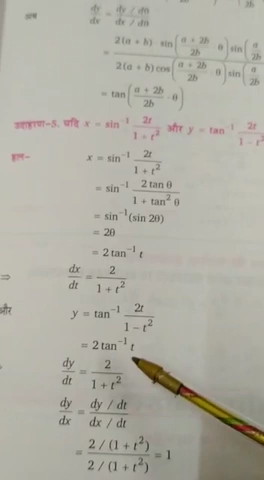 अब dy/dx = (dy / dθ)/(dx / dθ)
= (2(a + b) · sin((a + 2b)/2b θ) sin(a/2b
2(a + b) cos((a + 2b)/2b · θ) sin(a/2b
= tan((a + 2b)/2b · θ)
उदाहरण–5. यदि x = sin⁻¹ 2t/(1 + t²) और y = tan⁻¹ 2t/(1 – t²
हल– x = sin⁻¹ 2t/(1 + t²)
= sin⁻¹ (2 tan θ)/(1 + tan² θ)
= sin⁻¹(sin 2θ)
= 2θ
= 2 tan⁻¹ t
⇒ dx/dt = 2/(1 + t²)
और y = tan⁻¹ 2t/(1 – t²)
= 2 tan⁻¹ t
dy/dt = 2/(1 + t²)
dy/dx = (dy / dt)/(dx / dt)
= (2 / (1 + t²))/(2 / (1 + t²)) = 1